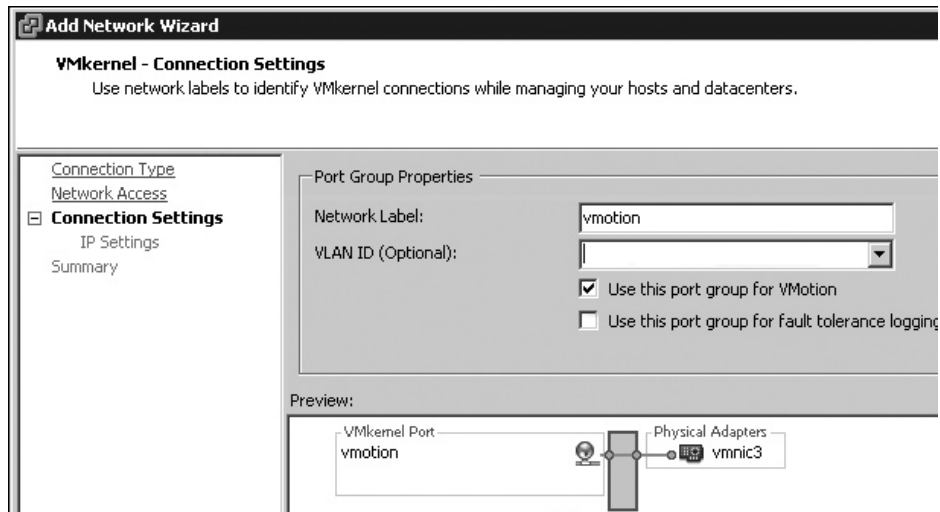 Add Network Wizard
VMkernel - Connection Settings
Use network labels to identify VMkernel connections while managing your hosts and datacenters.
Connection Type
Network Access
Connection Settings
IP Settings
Summary
Port Group Properties
Network Label:
vmotion
VLAN ID (Optional):
Use this port group for VMotion
Use this port group for fault tolerance logging
Preview:
VMkernel Port
vmotion
Physical Adapters
vmnic3